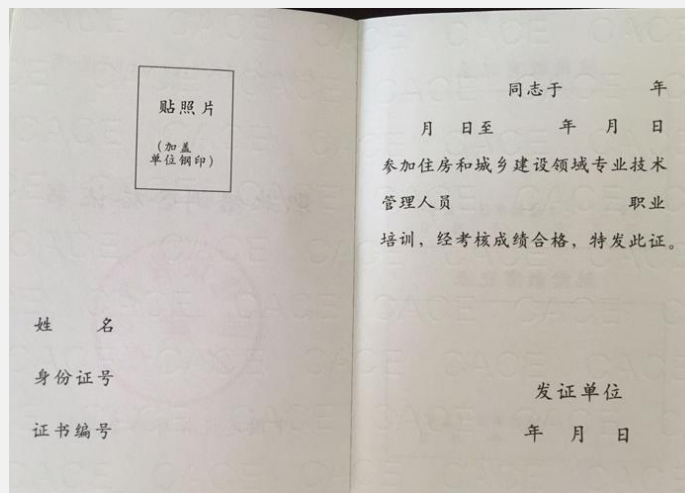 贴照片
(加盖
单位钢印)
姓 名
身份证号
证书编号
同志于 年
月 日至 年 月 日
参加住房和城乡建设领域专业技术
管理人员 职业
培训，经考核成绩合格，特发此证。
发证单位
年 月 日